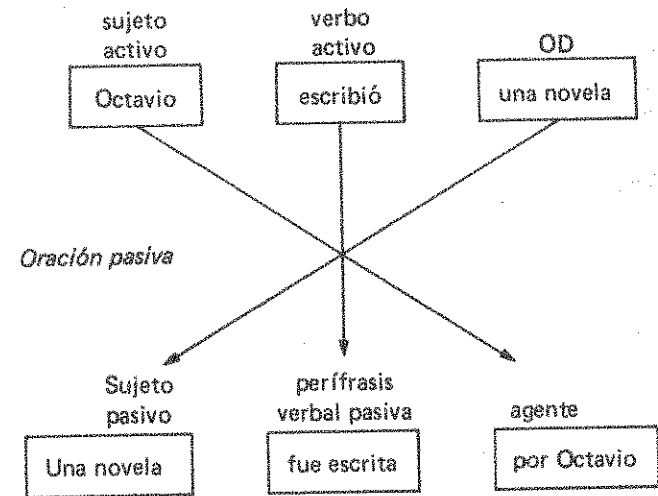 sujeto
activo
verbo
activo
OD
Octavio
escribió
una novela
Oración pasiva
Sujeto
pasivo
perífrasis
verbal pasiva
agente
Una novela
fue escrita
por Octavio